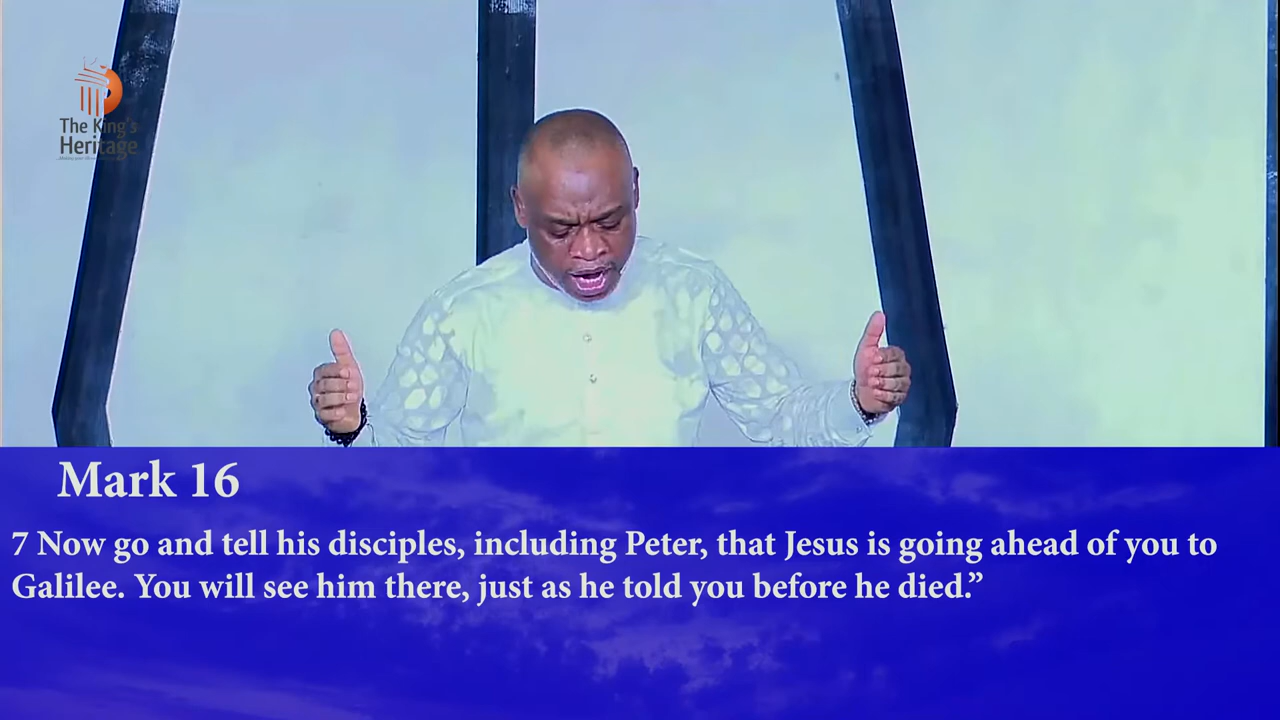 The King's
Heritage
Mark 16
7 Now go and tell his disciples, including Peter, that Jesus is going ahead of you to
Galilee. You will see him there, just as he told you before he died.”